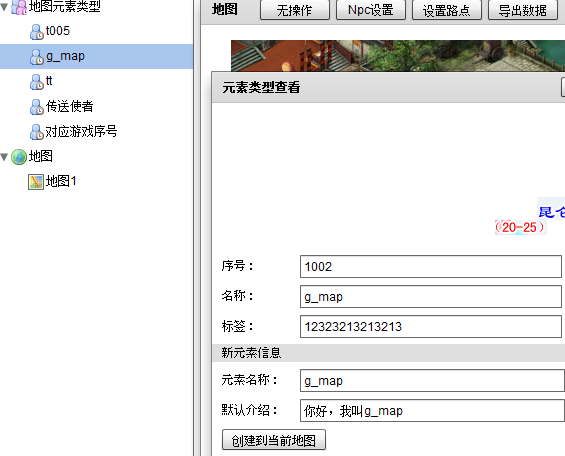 地图元素类型
t005
g_map
tt
传送使者
对应游戏序号
地图
地图1
地图 无操作 Npc设置 设置路点 导出数据
元素类型查看
昆仑
(20-25)
序号： 1002
名称： g_map
标签： 12323213213213
新元素信息
元素名称： g_map
默认介绍： 你好，我叫g_map
创建到当前地图